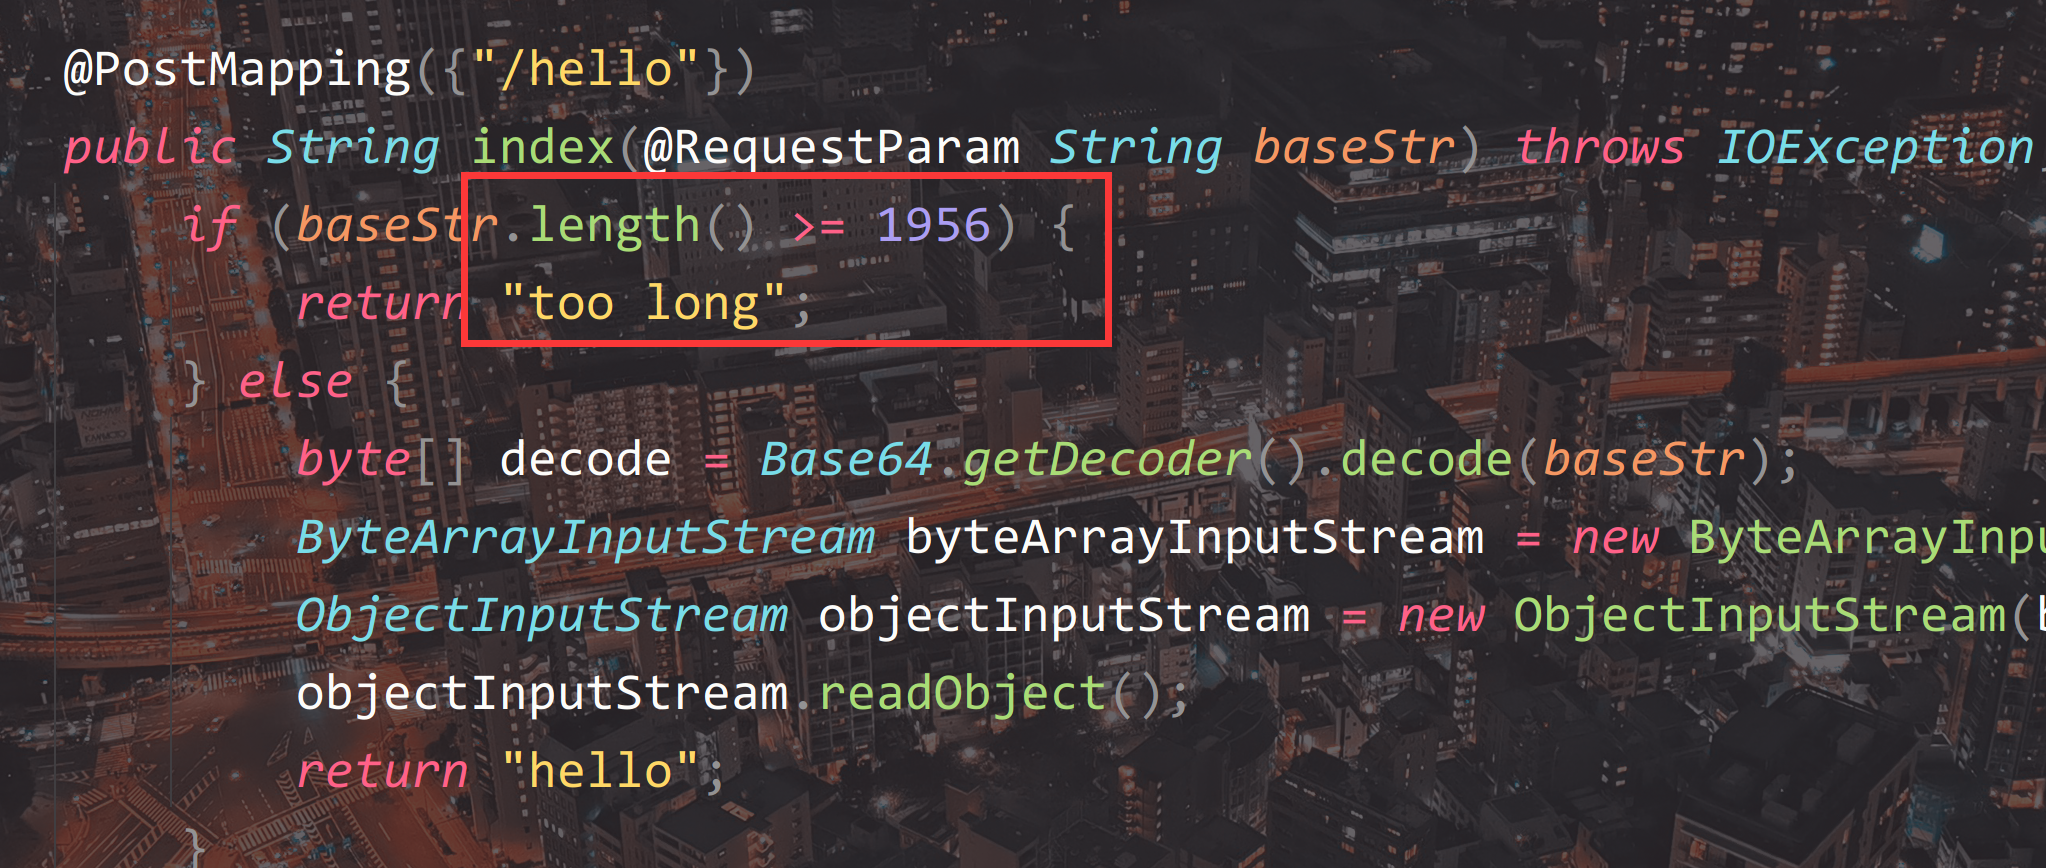 @PostMapping({"/hello"})
public String index(@RequestParam String baseStr) throws IOException
if (baseStr.length() >= 1956) {
return "too long";
} else {
byte[] decode = Base64.getDecoder().decode(baseStr);
ByteArrayInputStream byteArrayInputStream = new ByteArrayInpu
ObjectInputStream objectInputStream = new ObjectInputStream(b
objectInputStream.readObject();
return "hello";
}